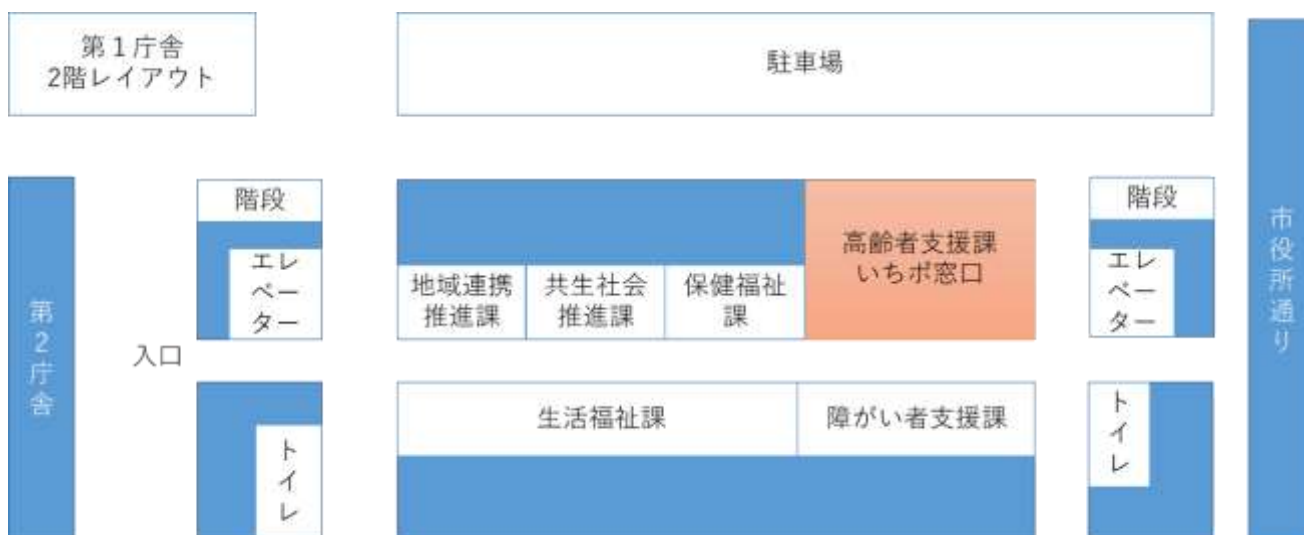 第１庁舎
2階レイアウト
駐車場
階段
エレ
ベー
ター
地域連携
推進課
共生社会
推進課
保健福祉
課
高齢者支援課
いちポ窓口
階段
エレ
ベー
ター
市役所通り
第２庁舎
入口
トイレ
生活福祉課
障がい者支援課
トイレ